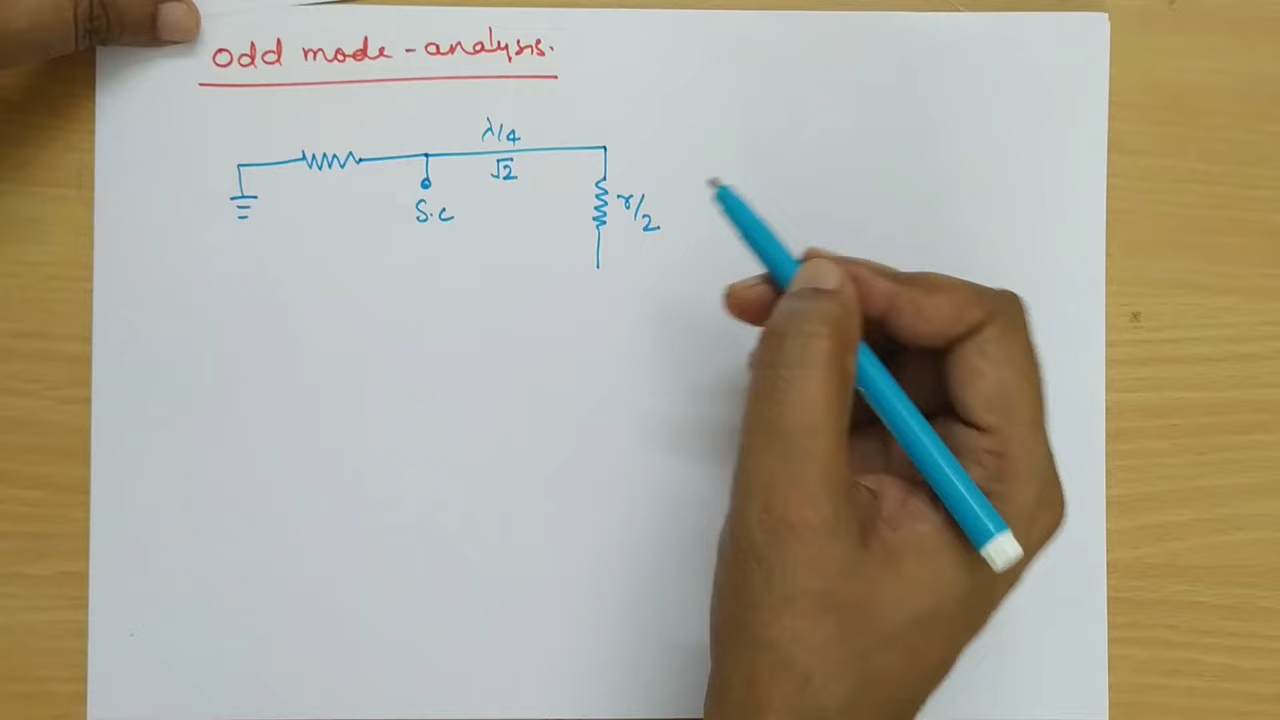 Odd mode - analysis.
λ/4
√2
S.C
r/2